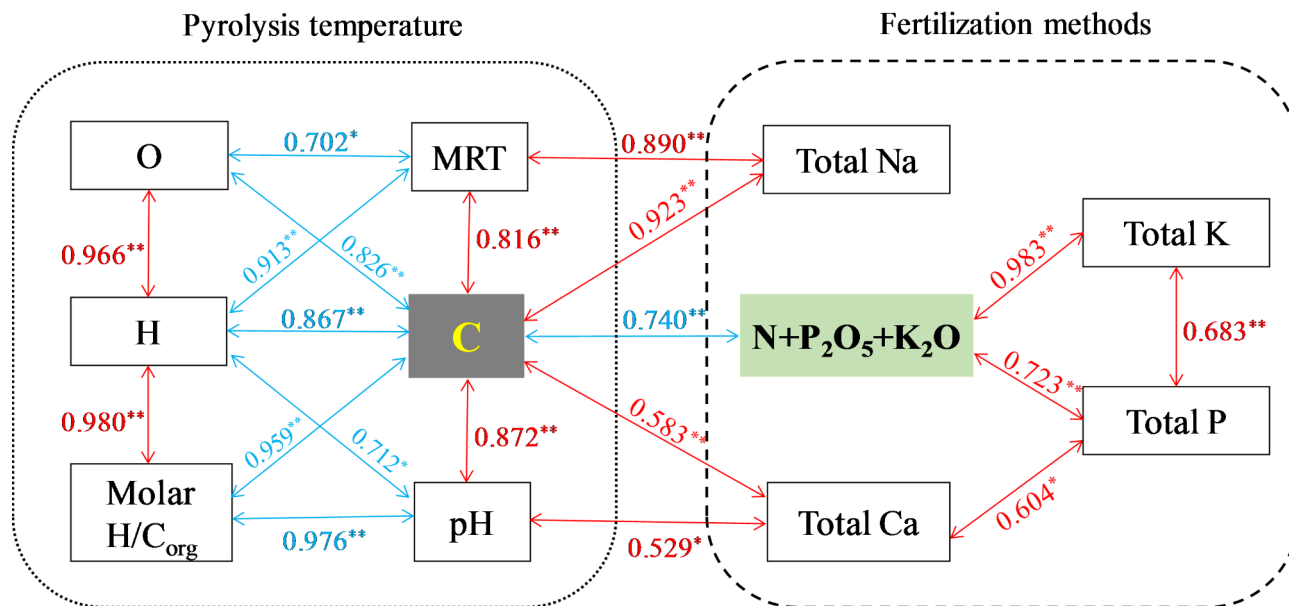 Pyrolysis temperature
Fertilization methods
O
0.702*
MRT
0.890**
Total Na
0.966**
0.913**
0.826**
0.816**
0.923**
Total K
0.983**
H
0.867**
C
0.740**
N+P₂O₅+K₂O
0.683**
0.980**
0.959**
0.712*
0.872**
0.583**
0.723**
Total P
Molar
H/Corg
0.976**
pH
0.529*
Total Ca
0.604*